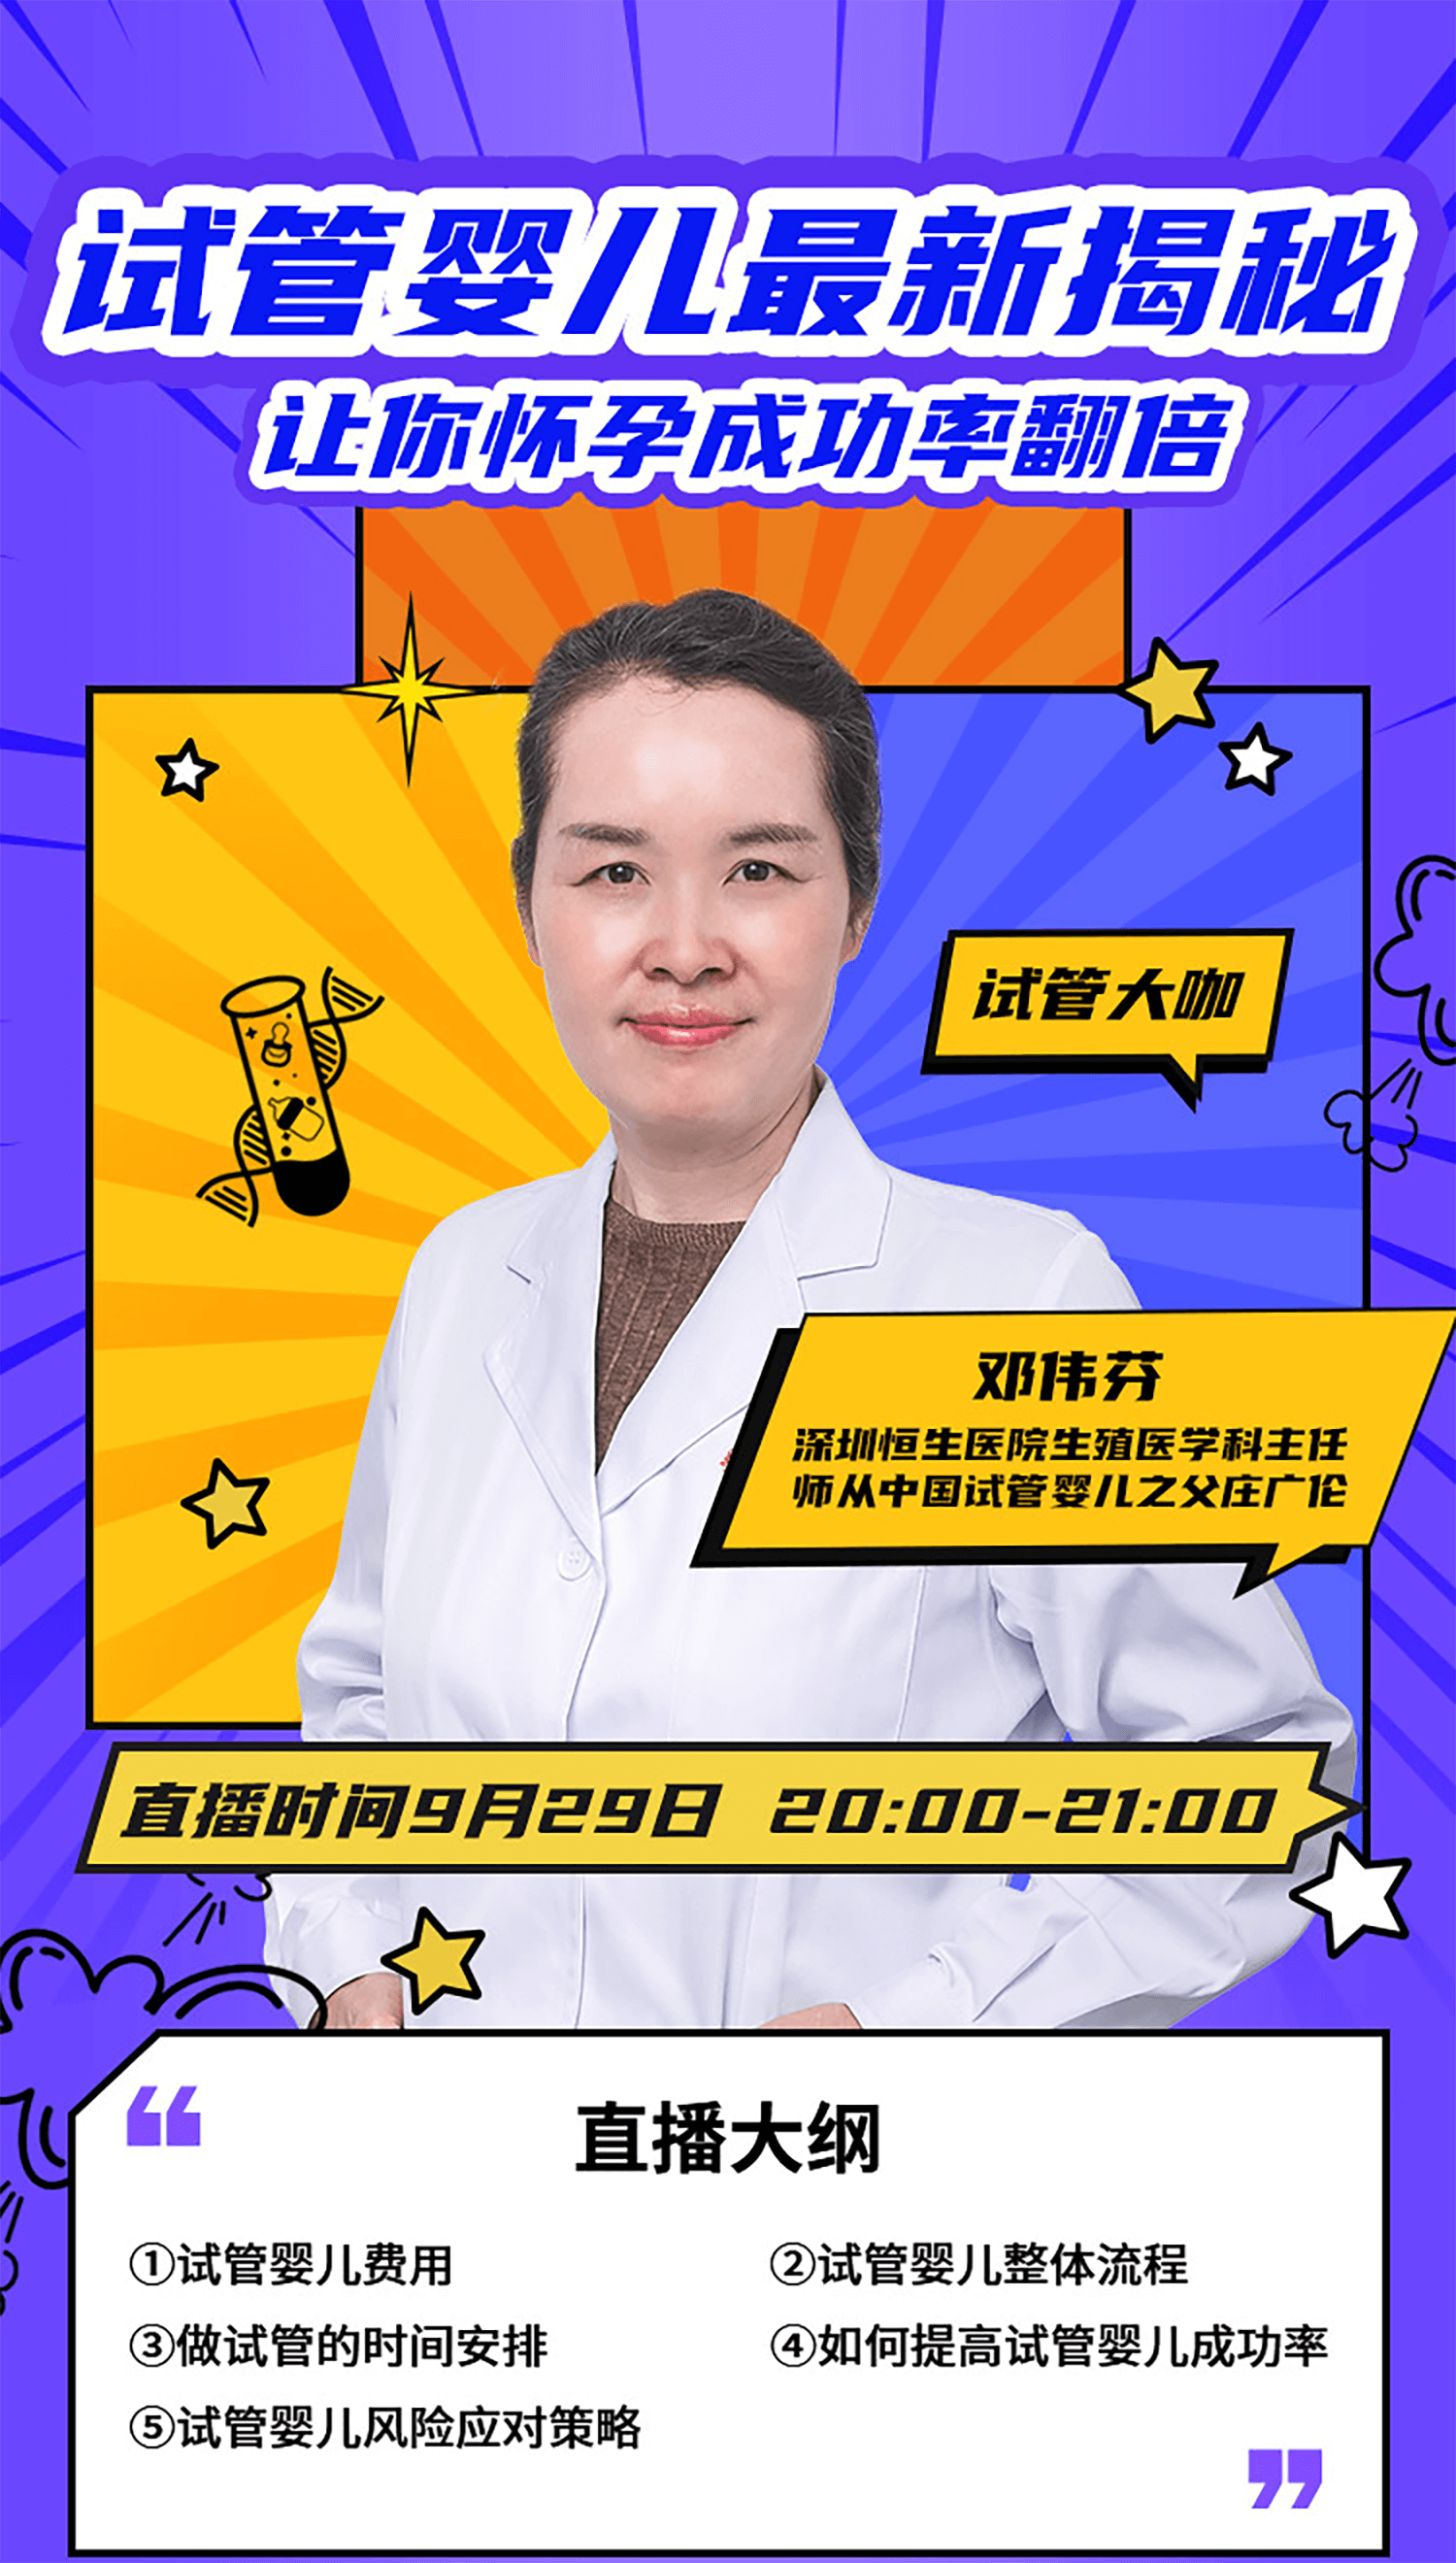 试管婴儿最新揭秘
让你怀孕成功率翻倍
试管大咖
邓伟芬
深圳恒生医院生殖医学科主任
师从中国试管婴儿之父庄广伦
直播时间9月29日 20:00-21:00
直播大纲
①试管婴儿费用
②试管婴儿整体流程
③做试管的时间安排
④如何提高试管婴儿成功率
⑤试管婴儿风险应对策略